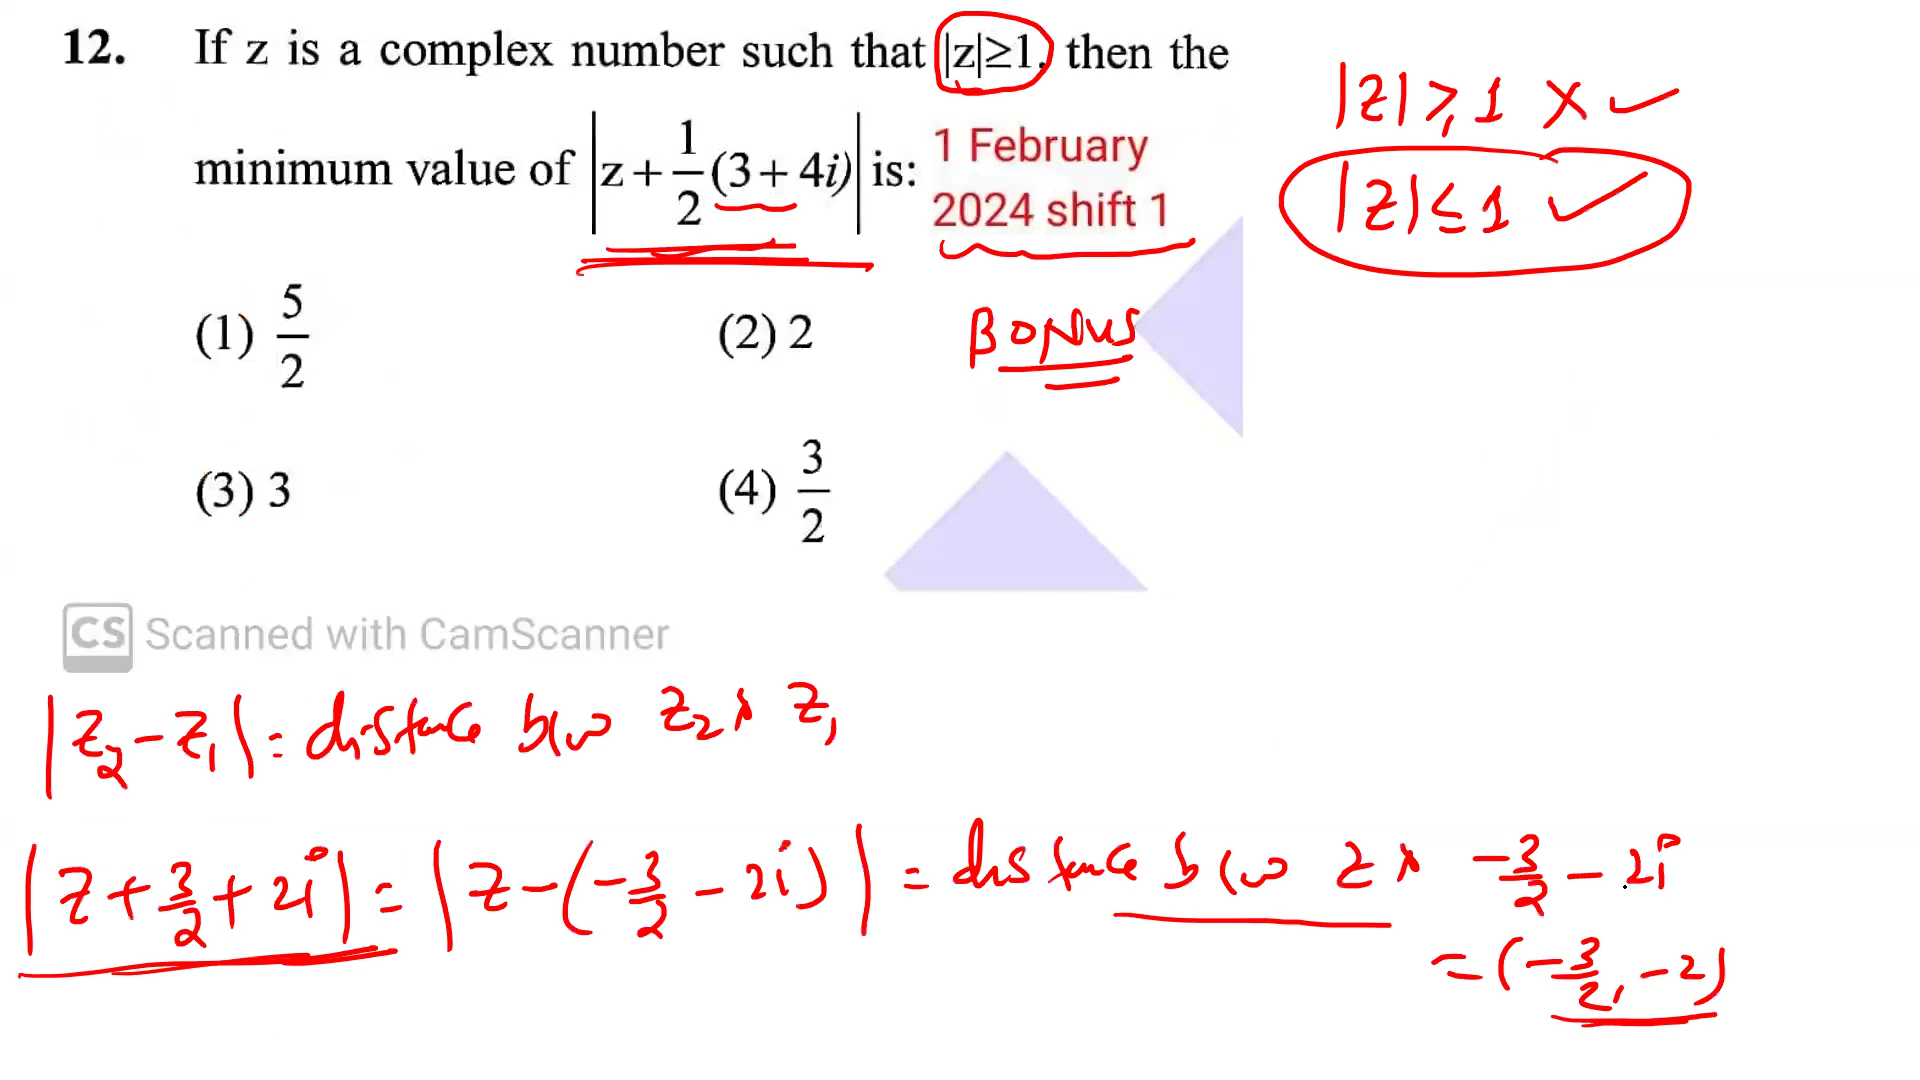 12. If z is a complex number such that |z|≥1, then the
minimum value of |z + 1/2 (3 + 4i)| is:
1 February
2024 shift 1
(1) 5/2
(2) 2
(3) 3
(4) 3/2
|z| ≥ 1 × ✓
|z| ≤ 1 ✓
BONUS
CS Scanned with CamScanner
|z₂ - z₁| = distance b/w z₂ & z₁
|z + 3/2 + 2i| = |z - (-3/2 - 2i)| = distance b/w z & -3/2 - 2i
= (-3/2, -2)